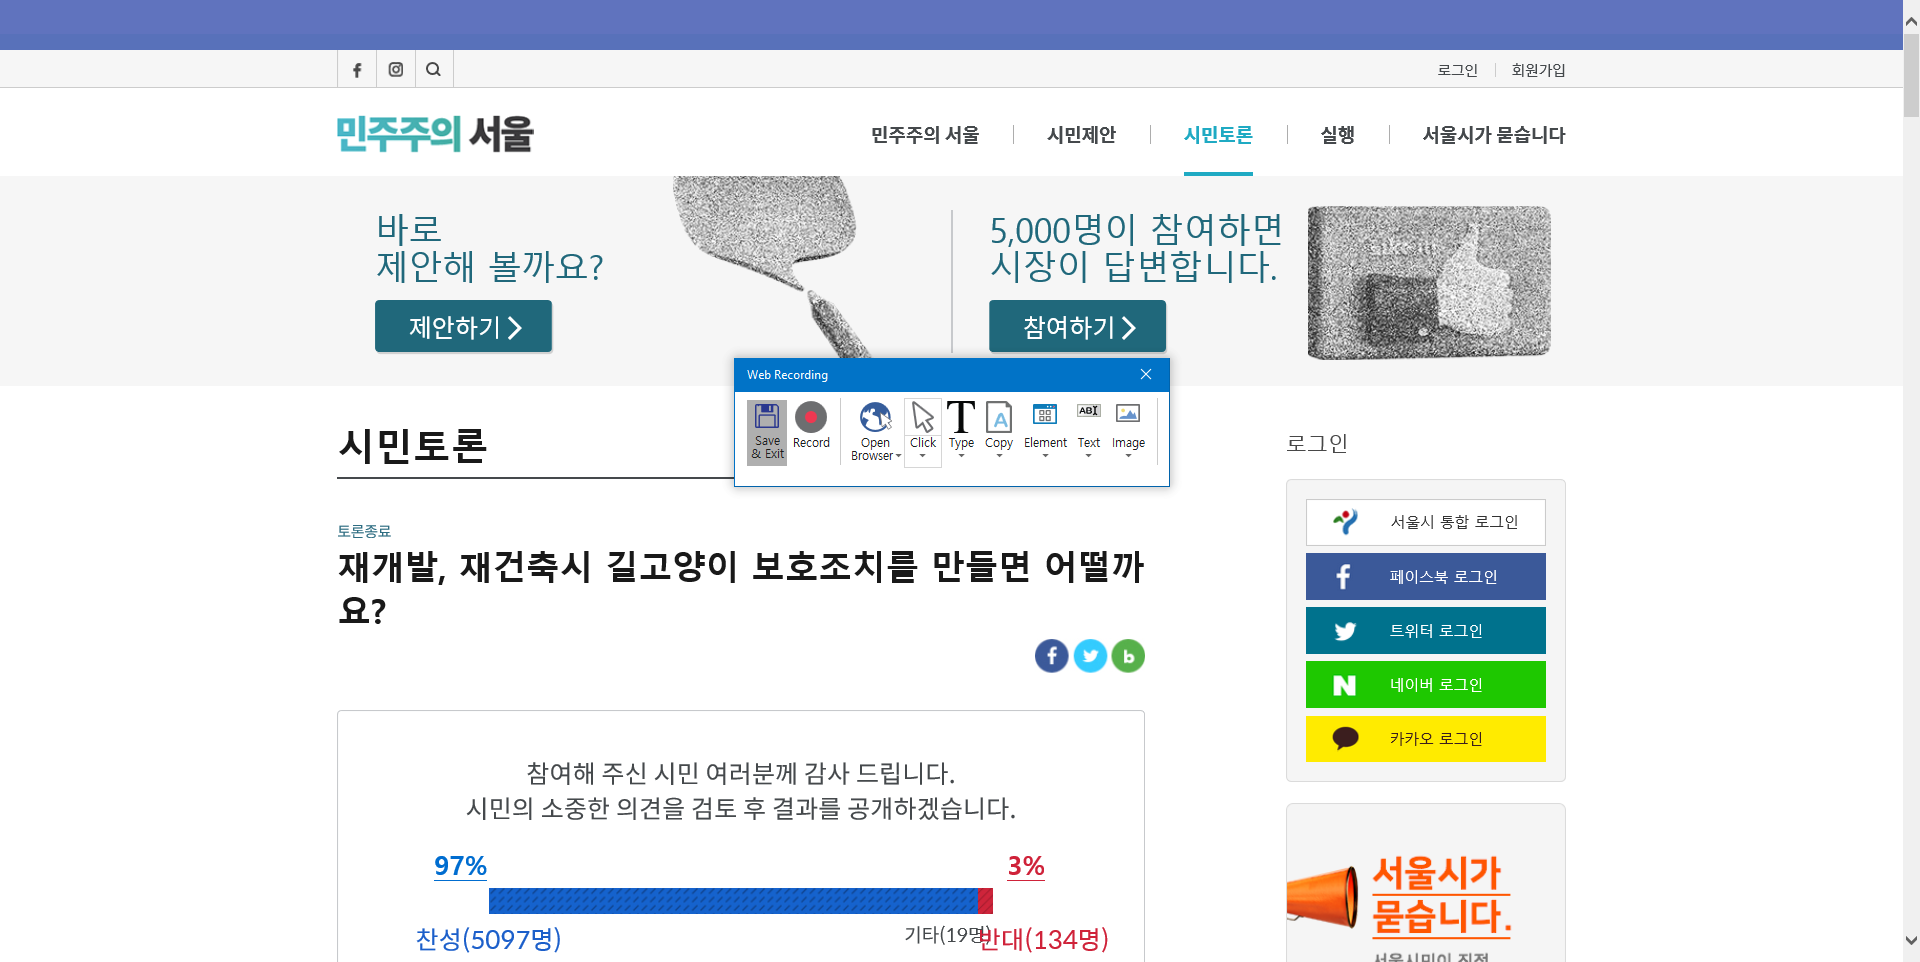 로그인
회원가입
민주주의 서울
민주주의 서울
시민제안
시민토론
실행
서울시가 묻습니다
바로
제안해 볼까요?
제안하기
5,000명이 참여하면
시장이 답변합니다.
참여하기
Web Recording
Save
& Exit
Record
Open
Browser
Click
Type
Copy
Element
ABI
Text
Image
시민토론
토론종료
재개발, 재건축시 길고양이 보호조치를 만들면 어떨까
요?
참여해 주신 시민 여러분께 감사 드립니다.
시민의 소중한 의견을 검토 후 결과를 공개하겠습니다.
97%
3%
찬성(5097명)
기타(19명)
반대(134명)
로그인
서울시 통합 로그인
페이스북 로그인
트위터 로그인
네이버 로그인
카카오 로그인
서울시가
묻습니다.
서울시민이 직접